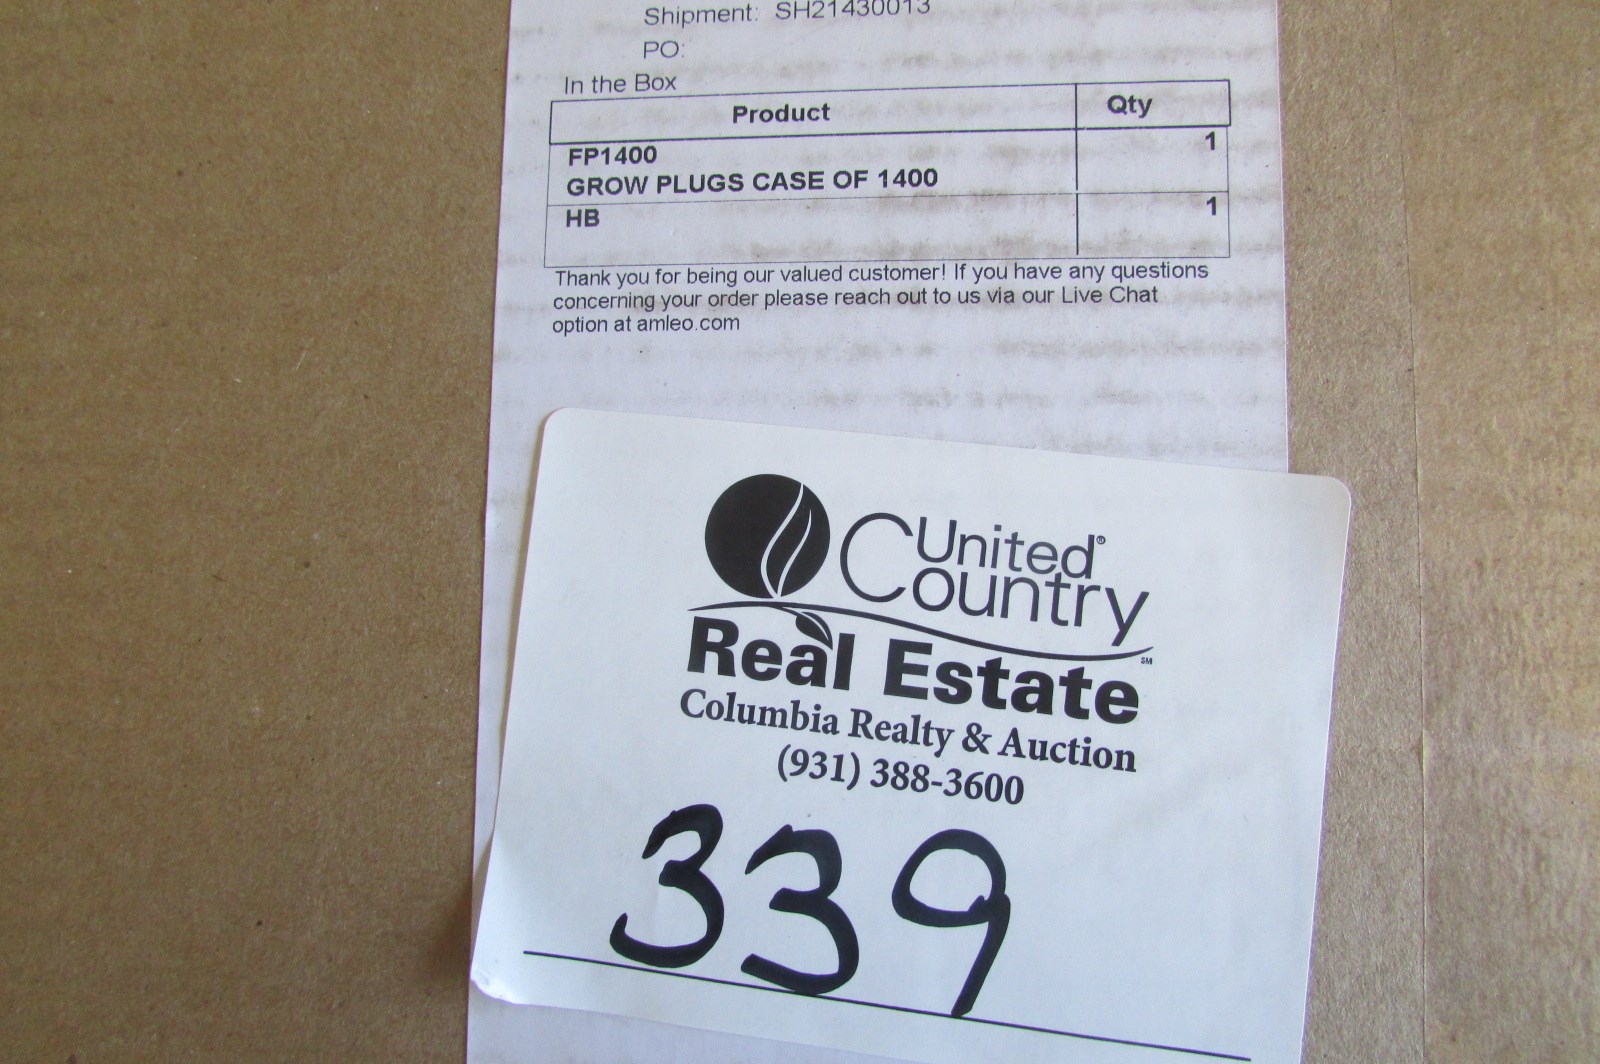 Shipment: SH21430013
PO:
In the Box
Product Qty
FP1400 1
GROW PLUGS CASE OF 1400
HB 1
Thank you for being our valued customer! If you have any questions
concerning your order please reach out to us via our Live Chat
option at amleo.com
United®
Country
Real Estate SM
Columbia Realty & Auction
(931) 388-3600
339